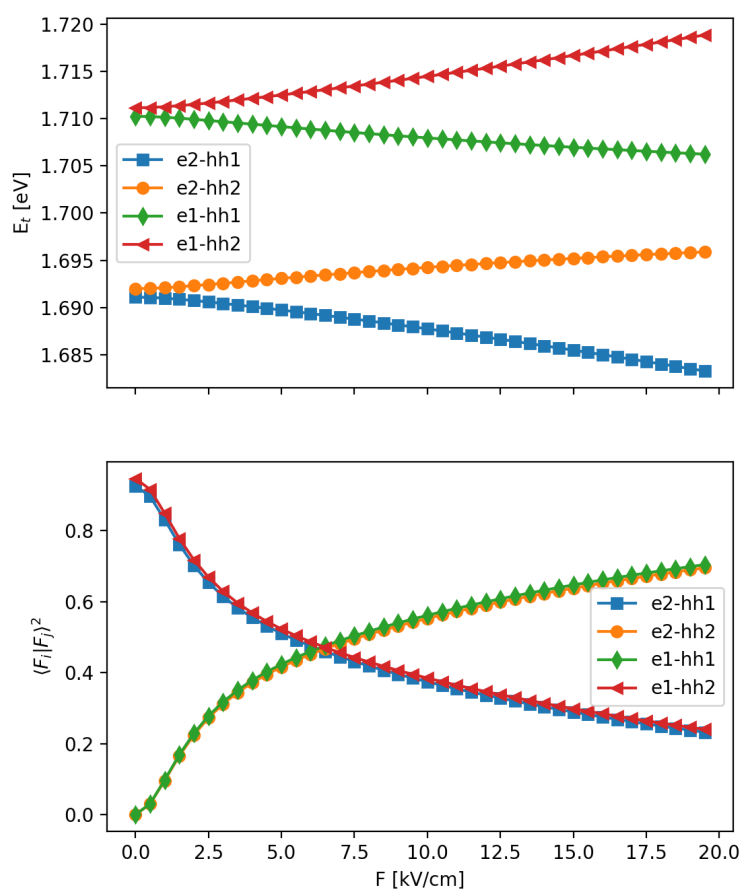 1.720
1.715
1.710
1.705
1.700
1.695
1.690
1.685
E_t [eV]
e2-hh1
e2-hh2
e1-hh1
e1-hh2
0.8
0.6
0.4
0.2
0.0
⟨F_i|F_j⟩²
e2-hh1
e2-hh2
e1-hh1
e1-hh2
0.0 2.5 5.0 7.5 10.0 12.5 15.0 17.5 20.0
F [kV/cm]